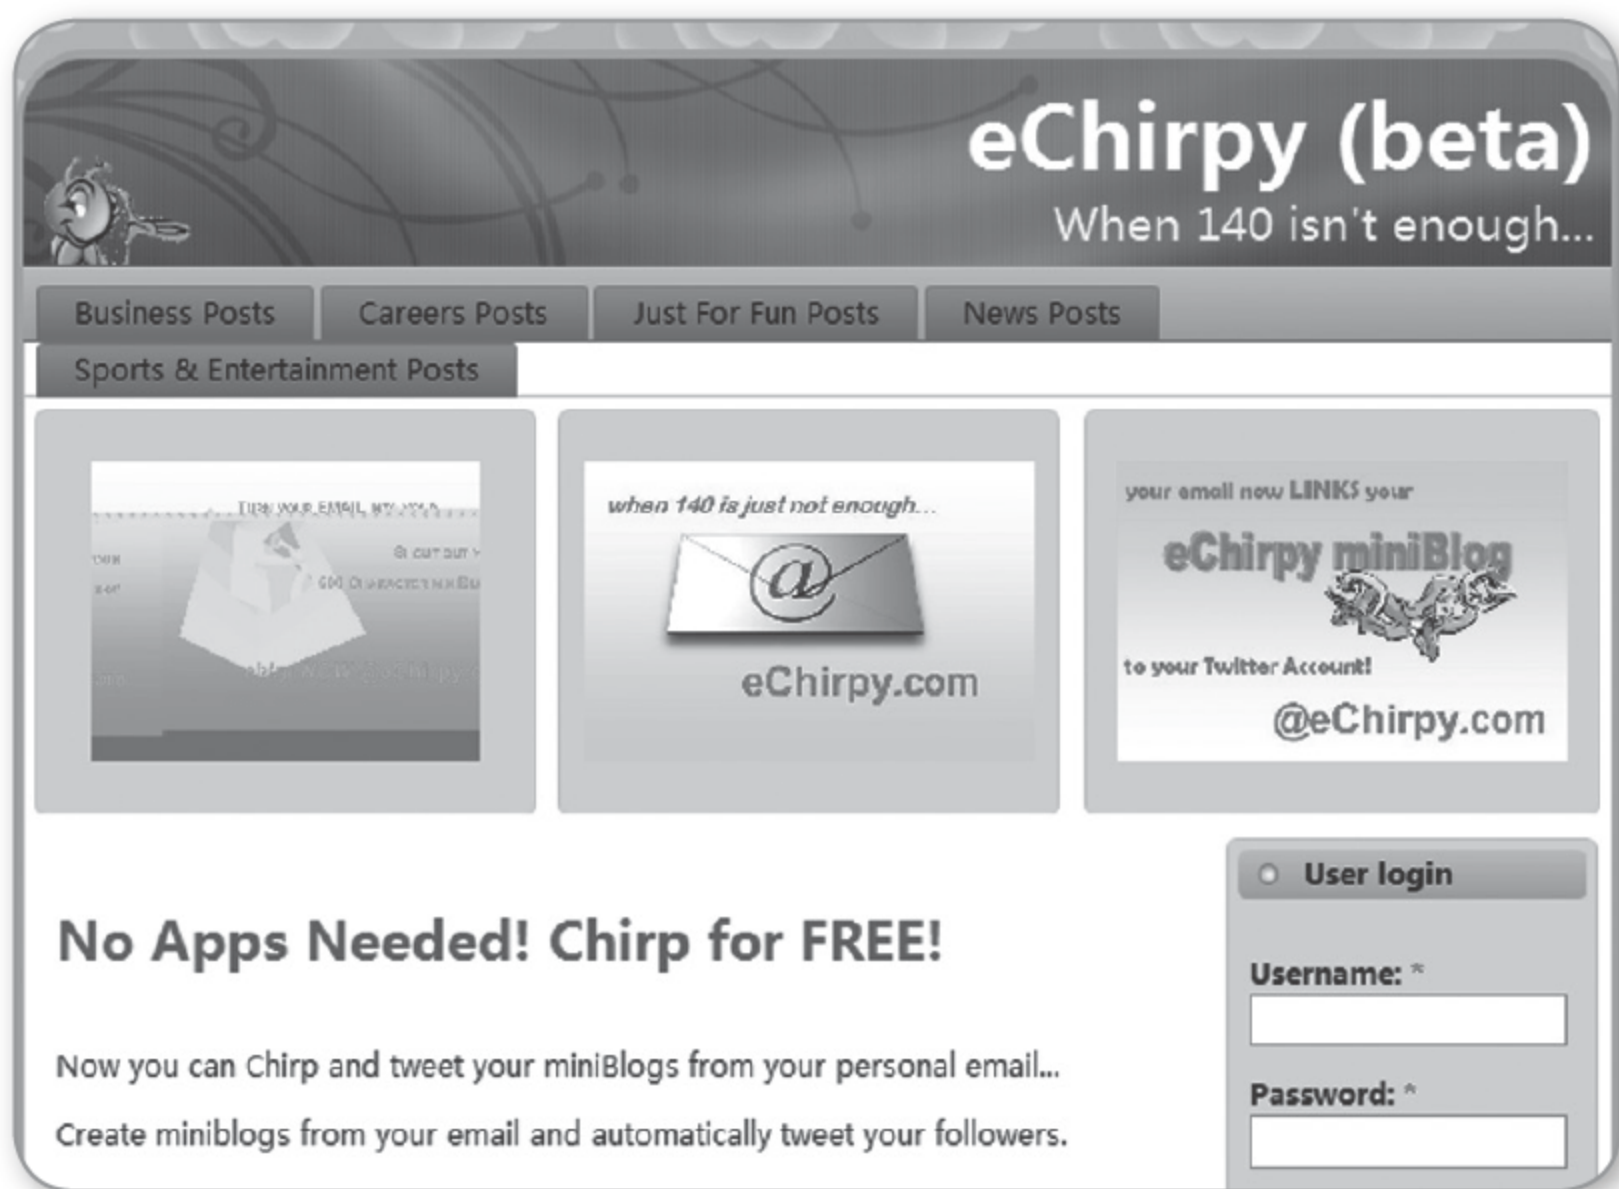 eChirpy (beta)
When 140 isn't enough...
Business Posts
Careers Posts
Just For Fun Posts
News Posts
Sports & Entertainment Posts
TURN YOUR EMAIL
when 140 is just not enough...
@
eChirpy.com
your email now LINKS your
eChirpy miniBlog
to your Twitter Account!
@eChirpy.com
No Apps Needed! Chirp for FREE!
Now you can Chirp and tweet your miniBlogs from your personal email...
Create miniblogs from your email and automatically tweet your followers.
User login
Username: *
Password: *